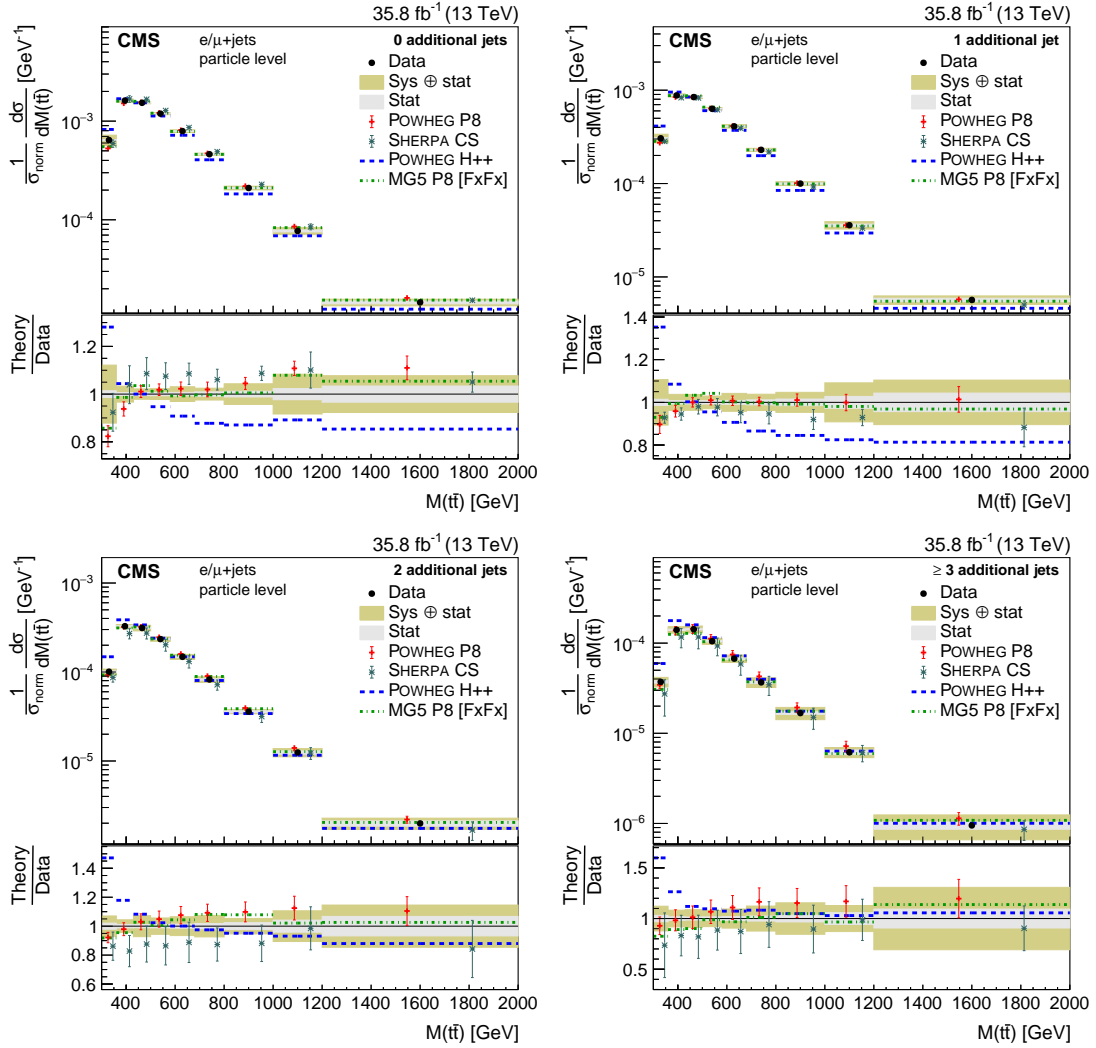 35.8 fb⁻¹ (13 TeV)
CMS e/μ+jets 0 additional jets
particle level
Data
Sys ⊕ stat
Stat
POWHEG P8
SHERPA CS
POWHEG H++
MG5 P8 [FxFx]
1/σnorm dσ/dM(tt̄) [GeV⁻¹]
10⁻³
10⁻⁴
Theory/Data
1.2
1
0.8
400 600 800 1000 1200 1400 1600 1800 2000
M(tt̄) [GeV]
35.8 fb⁻¹ (13 TeV)
CMS e/μ+jets 1 additional jet
particle level
Data
Sys ⊕ stat
Stat
POWHEG P8
SHERPA CS
POWHEG H++
MG5 P8 [FxFx]
1/σnorm dσ/dM(tt̄) [GeV⁻¹]
10⁻³
10⁻⁴
10⁻⁵
Theory/Data
1.4
1.2
1
0.8
400 600 800 1000 1200 1400 1600 1800 2000
M(tt̄) [GeV]
35.8 fb⁻¹ (13 TeV)
CMS e/μ+jets 2 additional jets
particle level
Data
Sys ⊕ stat
Stat
POWHEG P8
SHERPA CS
POWHEG H++
MG5 P8 [FxFx]
1/σnorm dσ/dM(tt̄) [GeV⁻¹]
10⁻³
10⁻⁴
10⁻⁵
Theory/Data
1.4
1.2
1
0.8
0.6
400 600 800 1000 1200 1400 1600 1800 2000
M(tt̄) [GeV]
35.8 fb⁻¹ (13 TeV)
CMS e/μ+jets ≥ 3 additional jets
particle level
Data
Sys ⊕ stat
Stat
POWHEG P8
SHERPA CS
POWHEG H++
MG5 P8 [FxFx]
1/σnorm dσ/dM(tt̄) [GeV⁻¹]
10⁻³
10⁻⁴
10⁻⁵
10⁻⁶
Theory/Data
1.5
1
0.5
400 600 800 1000 1200 1400 1600 1800 2000
M(tt̄) [GeV]